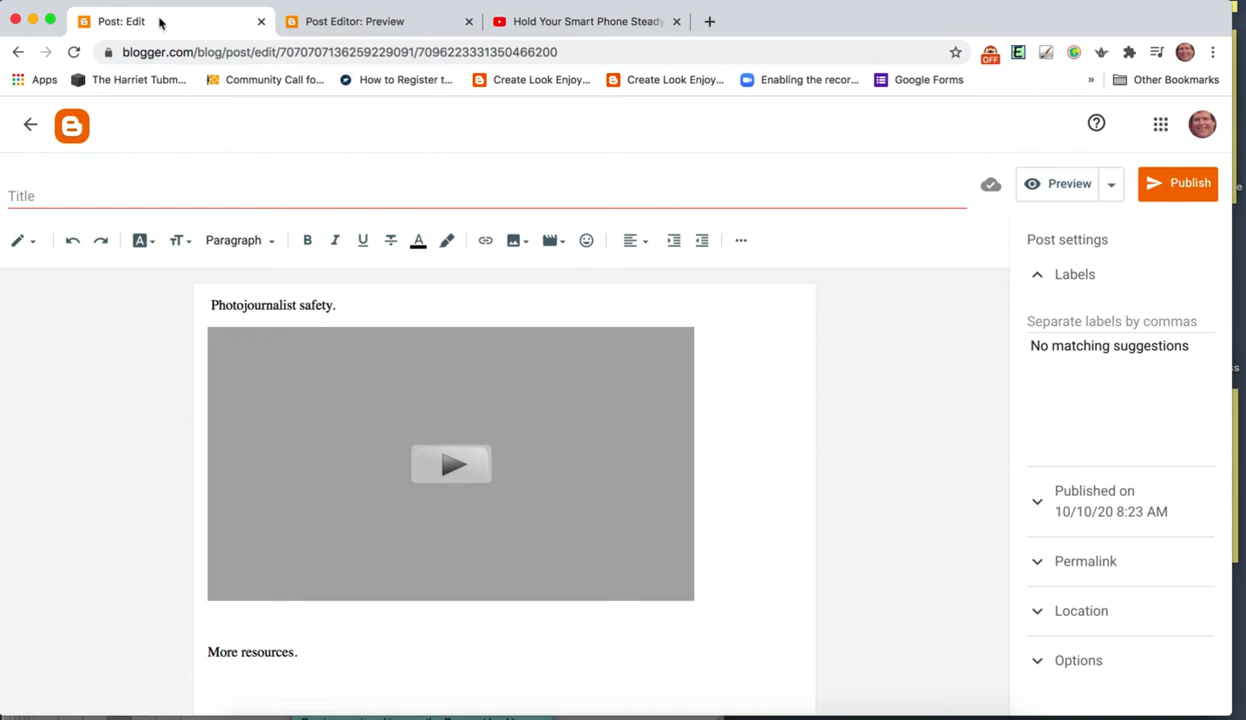 Post: Edit
Post Editor: Preview
Hold Your Smart Phone Steady
blogger.com/blog/post/edit/7070707136259229091/7096223331350466200
OFF
Apps
The Harriet Tubm...
Community Call fo...
How to Register t...
Create Look Enjoy...
Create Look Enjoy...
Enabling the recor...
Google Forms
»
Other Bookmarks
Title
Preview
Publish
Paragraph
Post settings
Labels
Separate labels by commas
No matching suggestions
Photojournalist safety.
Published on
10/10/20 8:23 AM
Permalink
Location
More resources.
Options